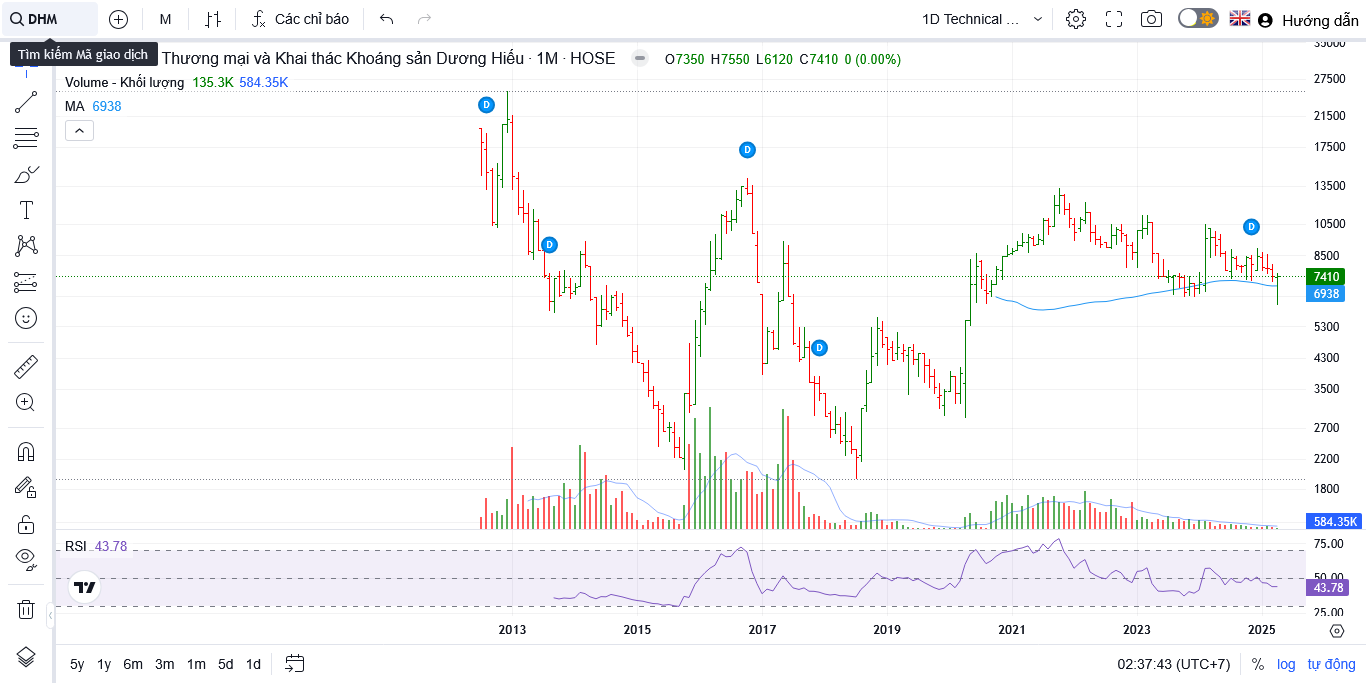 DHM
M
Các chỉ báo
1D Technical ...
Hướng dẫn
Tìm kiếm Mã giao dịch
Thương mại và Khai thác Khoáng sản Dương Hiếu · 1M · HOSE
O7350 H7550 L6120 C7410 0 (0.00%)
Volume - Khối lượng 135.3K 584.35K
MA 6938
D
D
D
D
D
35000
27500
21500
17500
13500
10500
8500
7410
6938
5300
4300
3500
2700
2200
1800
584.35K
RSI 43.78
75.00
50.00
43.78
25.00
2013 2015 2017 2019 2021 2023 2025
5y 1y 6m 3m 1m 5d 1d
02:37:43 (UTC+7) % log tự động